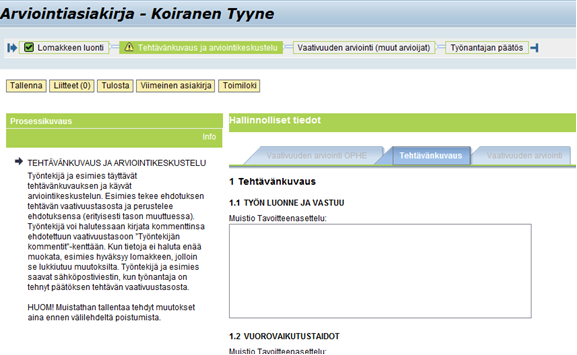 Arviointiasiakirja - Koiranen Tyyne
Lomakkeen luonti
Tehtävänkuvaus ja arviointikeskustelu
Vaativuuden arviointi (muut arvioijat)
Työnantajan päätös
Tallenna
Liitteet (0)
Tulosta
Viimeinen asiakirja
Toimiloki
Prosessikuvaus
Info
TEHTÄVÄNKUVAUS JA ARVIOINTIKESKUSTELU
Työntekijä ja esimies täyttävät
tehtävänkuvauksen ja käyvät
arviointikeskustelun. Esimies tekee ehdotuksen
tehtävän vaativuustasosta ja perustelee
ehdotuksensa (erityisesti tason muuttuessa).
Työntekijä voi halutessaan kirjata kommenttinsa
ehdotettuun vaativuustasoon "Työntekijän
kommentit"-kenttään. Kun tietoja ei haluta enää
muokata, esimies hyväksyy lomakkeen, jolloin
se lukkiutuu muutoksilta. Työntekijä ja esimies
saavat sähköpostiviestin, kun työnantaja on
tehnyt päätöksen tehtävän vaativuustasosta.
HUOM! Muistathan tallentaa tehdyt muutokset
aina ennen välilehdeltä poistumista.
Hallinnolliset tiedot
Vaativuuden arviointi OPHE
Tehtävänkuvaus
Vaativuuden arviointi
1 Tehtävänkuvaus
1.1 TYÖN LUONNE JA VASTUU
Muistio Tavoitteenasettelu:
1.2 VUOROVAIKUTUSTAIDOT
Muistio Tavoitteenasettelu: